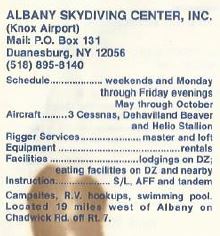 ALBANY SKYDIVING CENTER, INC.
(Knox Airport)
Mail: P.O. Box 131
Duanesburg, NY 12056
(518) 895-8140
Schedule................ weekends and Monday
through Friday evenings
May through October
Aircraft........3 Cessnas, Dehavilland Beaver
and Helio Stallion
Rigger Services................master and loft
Equipment ................................rentals
Facilities ......................lodgings on DZ;
eating facilities on DZ and nearby
Instruction................S/L, AFF and tandem
Campsites, R.V. hookups, swimming pool.
Located 19 miles west of Albany on
Chadwick Rd. off Rt. 7.